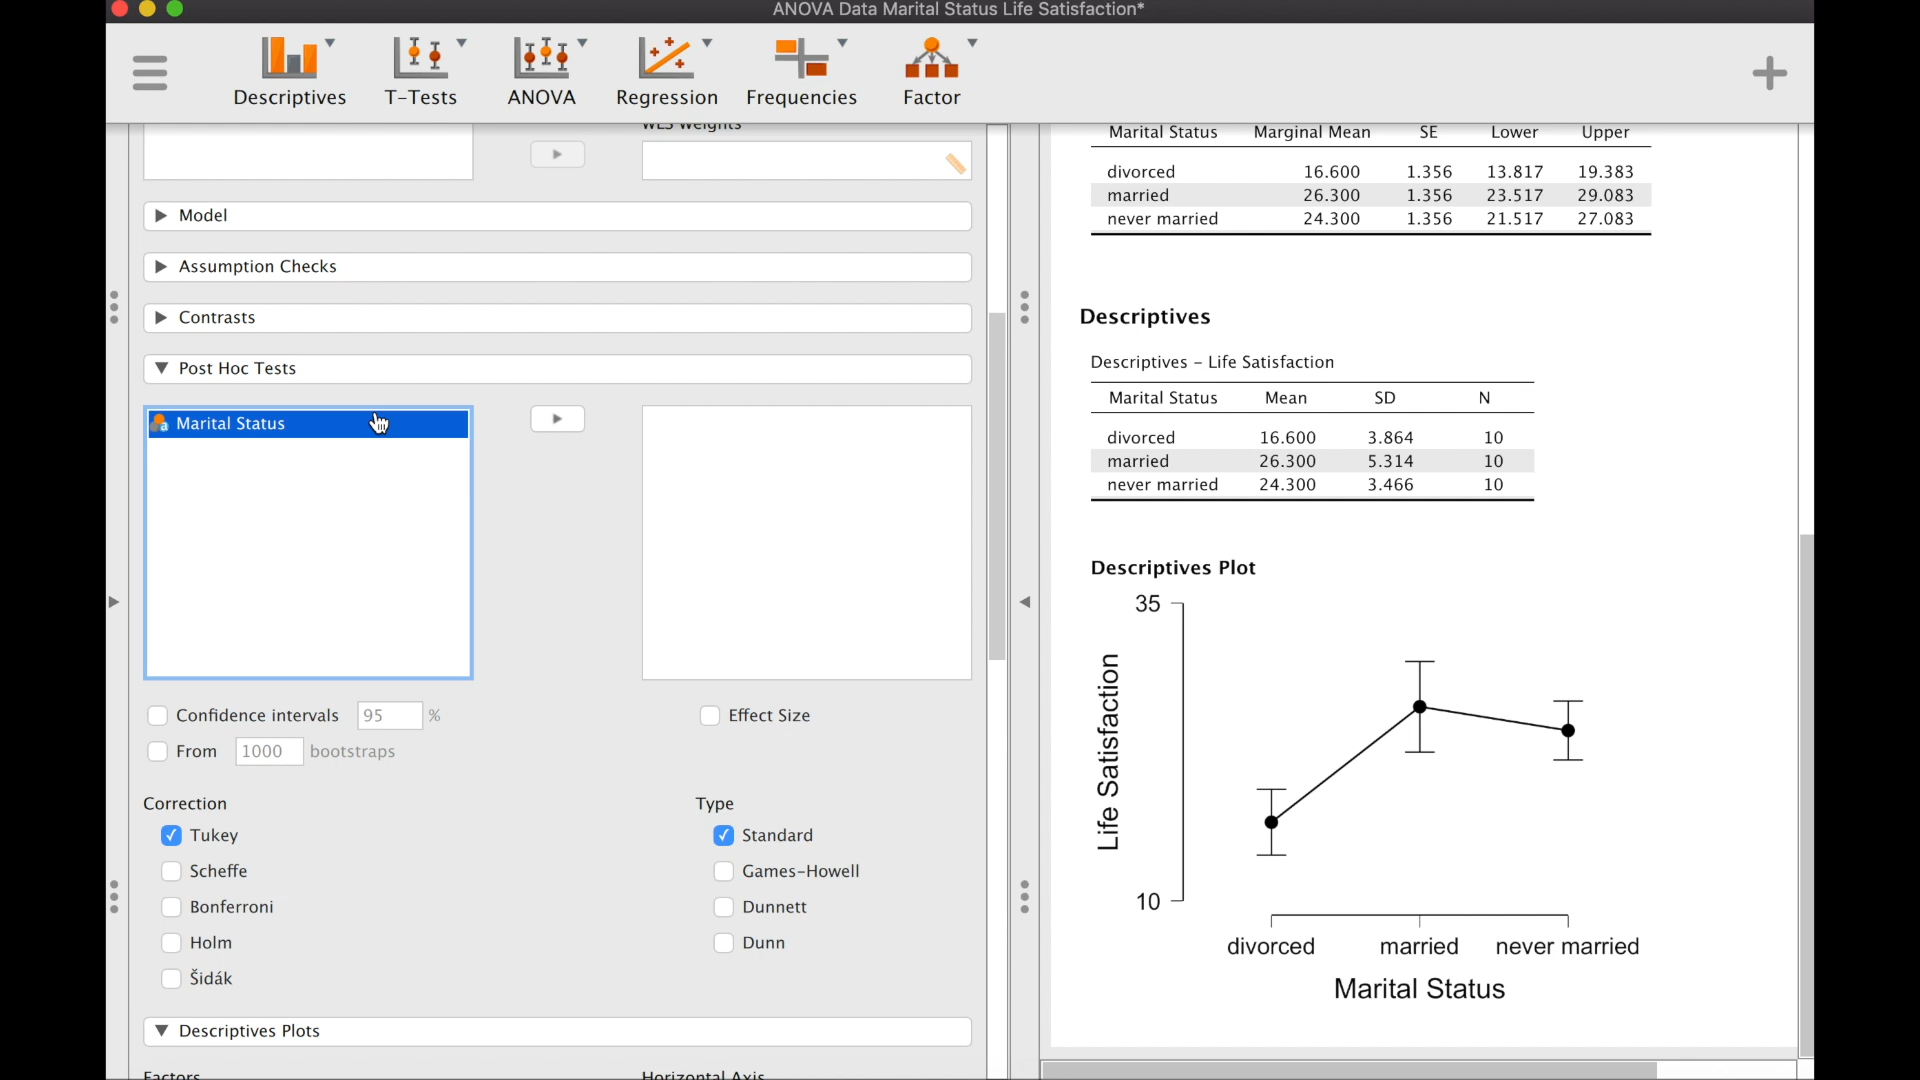 ANOVA Data Marital Status Life Satisfaction*
Descriptives T-Tests ANOVA Regression Frequencies Factor
WLS Weights
Model
Assumption Checks
Contrasts
Post Hoc Tests
Marital Status
Confidence intervals 95 %
Effect Size
From 1000 bootstraps
Correction
Type
Tukey
Standard
Scheffe
Games-Howell
Bonferroni
Dunnett
Holm
Dunn
Šidák
Descriptives Plots
Factors
Horizontal Axis
Marital Status Marginal Mean SE Lower Upper
divorced 16.600 1.356 13.817 19.383
married 26.300 1.356 23.517 29.083
never married 24.300 1.356 21.517 27.083
Descriptives
Descriptives – Life Satisfaction
Marital Status Mean SD N
divorced 16.600 3.864 10
married 26.300 5.314 10
never married 24.300 3.466 10
Descriptives Plot
35
Life Satisfaction
10
divorced married never married
Marital Status